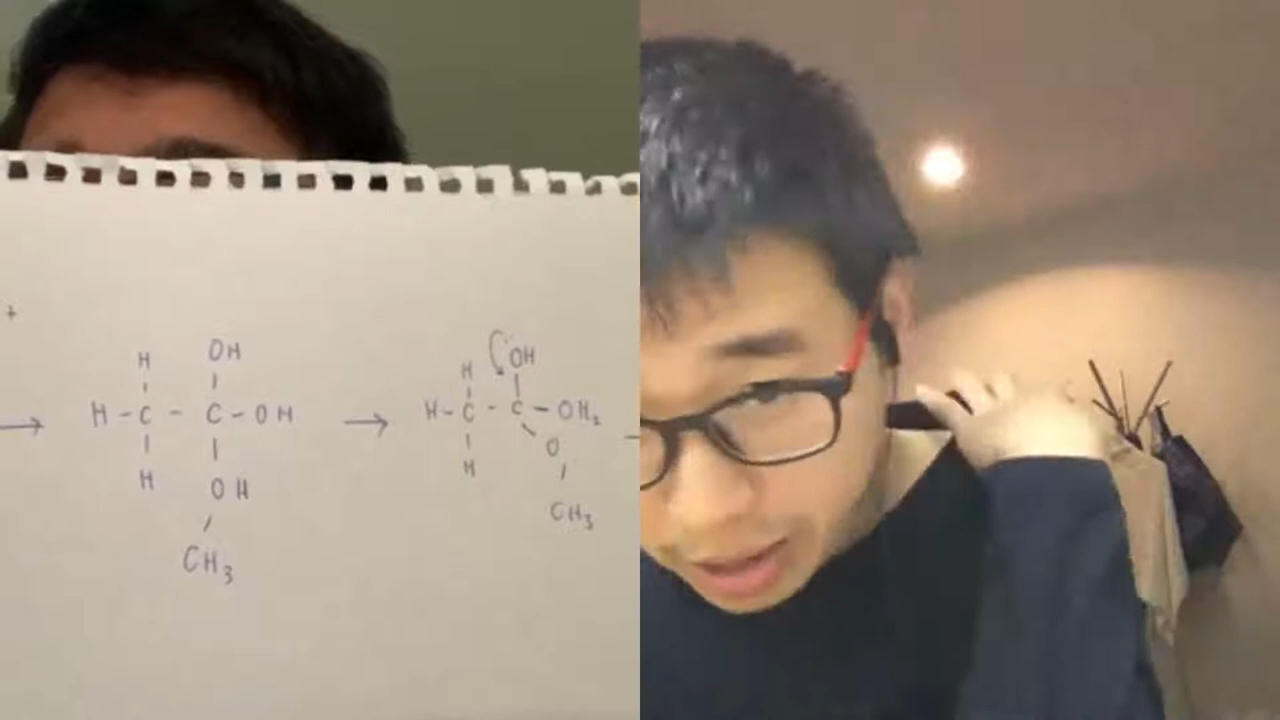 +
H OH
H - C - C - OH
H OH
CH3
→
→
H OH
H - C - C - OH2
H O
CH3